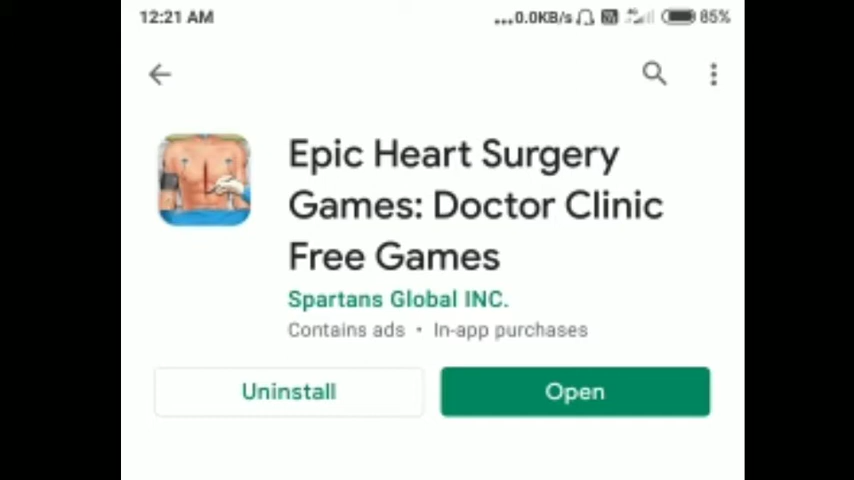 12:21 AM ...0.0KB/s 85%
Epic Heart Surgery
Games: Doctor Clinic
Free Games
Spartans Global INC.
Contains ads • In-app purchases
Uninstall Open